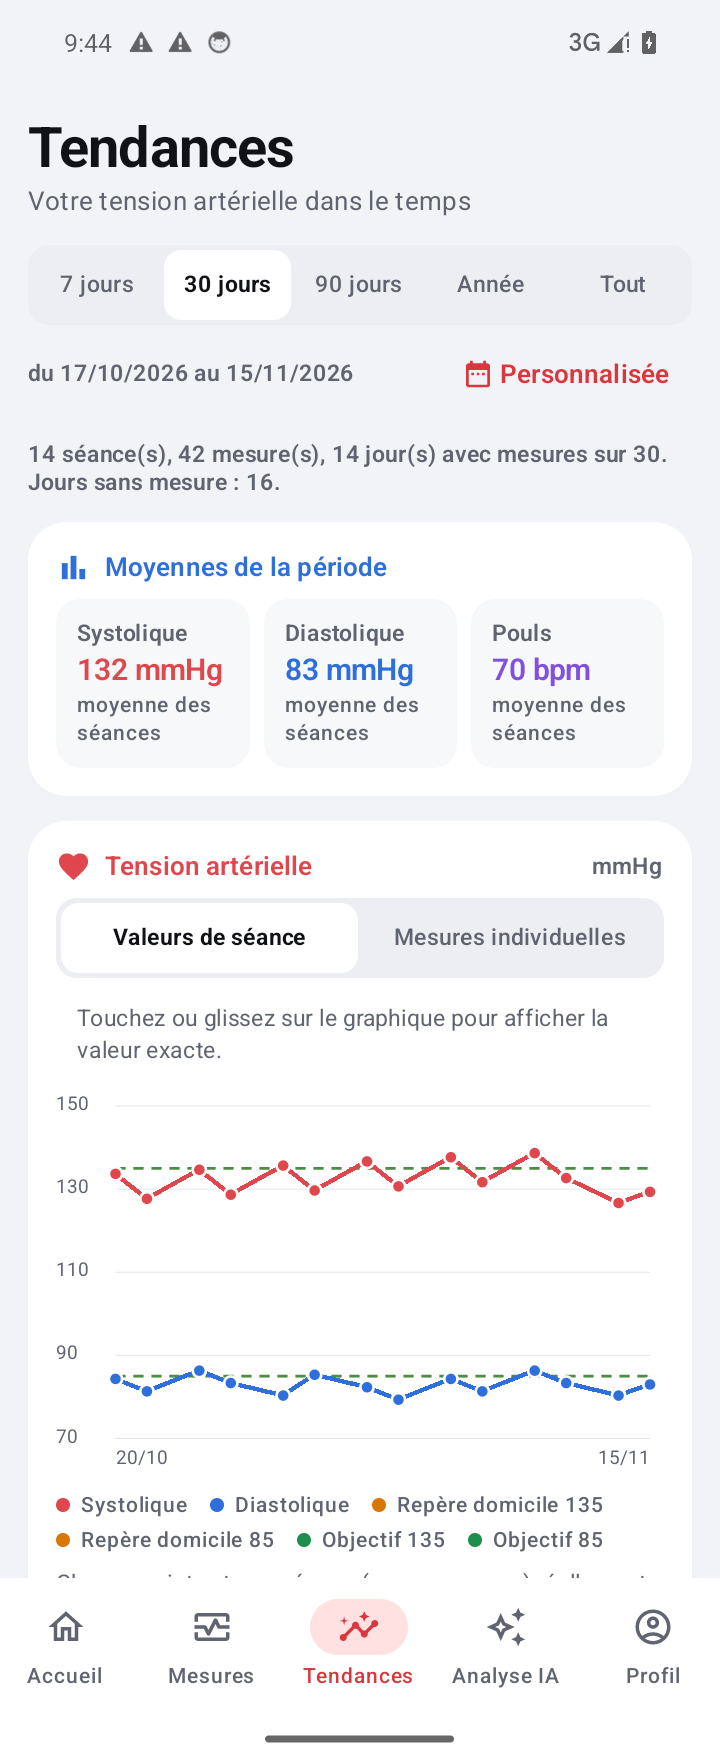 9:44
3G
Tendances
Votre tension artérielle dans le temps
7 jours 30 jours 90 jours Année Tout
du 17/10/2026 au 15/11/2026 Personnalisée
14 séance(s), 42 mesure(s), 14 jour(s) avec mesures sur 30.
Jours sans mesure : 16.
Moyennes de la période
Systolique
132 mmHg
moyenne des
séances
Diastolique
83 mmHg
moyenne des
séances
Pouls
70 bpm
moyenne des
séances
Tension artérielle mmHg
Valeurs de séance Mesures individuelles
Touchez ou glissez sur le graphique pour afficher la
valeur exacte.
150
130
110
90
70
20/10 15/11
Systolique Diastolique Repère domicile 135
Repère domicile 85 Objectif 135 Objectif 85
Accueil Mesures Tendances Analyse IA Profil